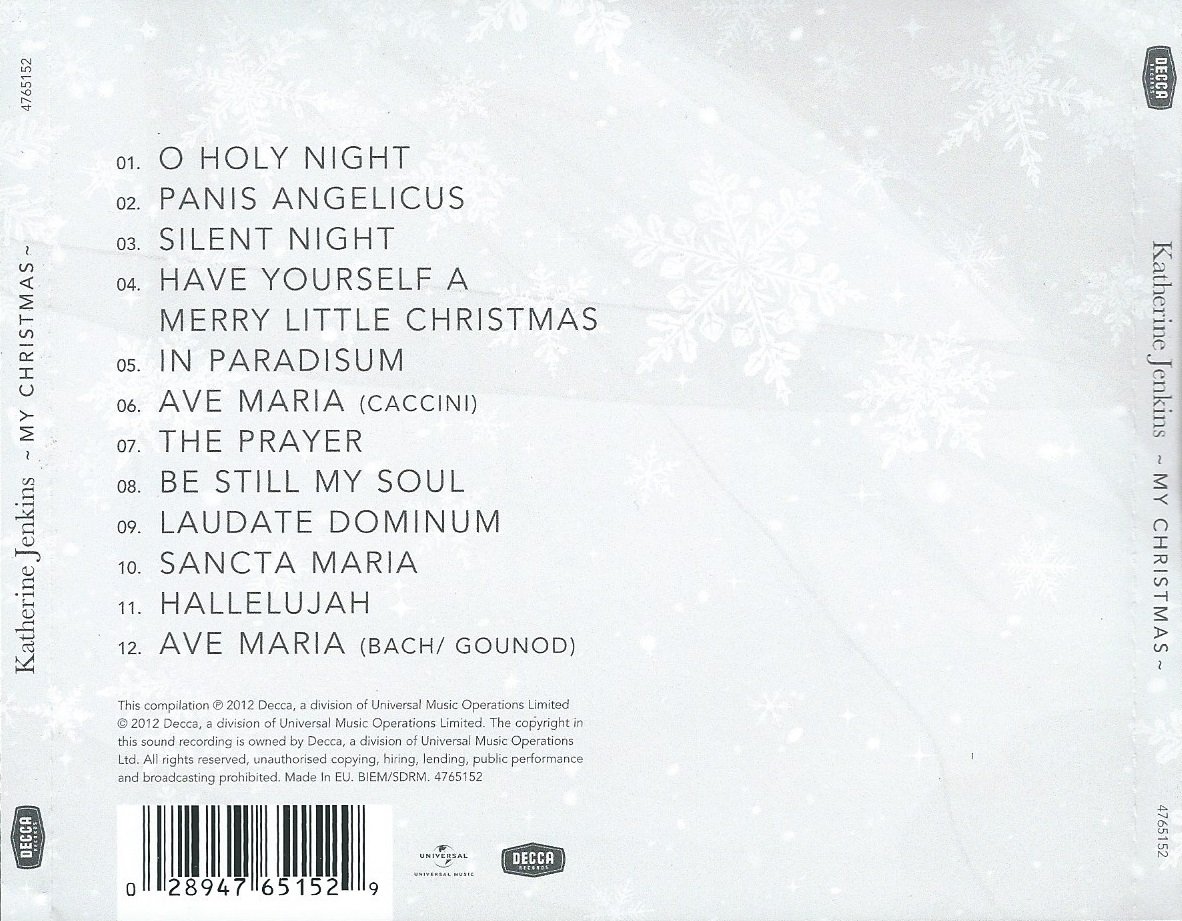 4765152
Katherine Jenkins ~ MY CHRISTMAS ~
DECCA
RECORDS
01. O HOLY NIGHT
02. PANIS ANGELICUS
03. SILENT NIGHT
04. HAVE YOURSELF A
MERRY LITTLE CHRISTMAS
05. IN PARADISUM
06. AVE MARIA (CACCINI)
07. THE PRAYER
08. BE STILL MY SOUL
09. LAUDATE DOMINUM
10. SANCTA MARIA
11. HALLELUJAH
12. AVE MARIA (BACH/ GOUNOD)
This compilation ℗ 2012 Decca, a division of Universal Music Operations Limited
© 2012 Decca, a division of Universal Music Operations Limited. The copyright in
this sound recording is owned by Decca, a division of Universal Music Operations
Ltd. All rights reserved, unauthorised copying, hiring, lending, public performance
and broadcasting prohibited. Made In EU. BIEM/SDRM. 4765152
0 28947 65152 9
UNIVERSAL
UNIVERSAL MUSIC
DECCA
RECORDS
DECCA
RECORDS
Katherine Jenkins ~ MY CHRISTMAS ~
4765152